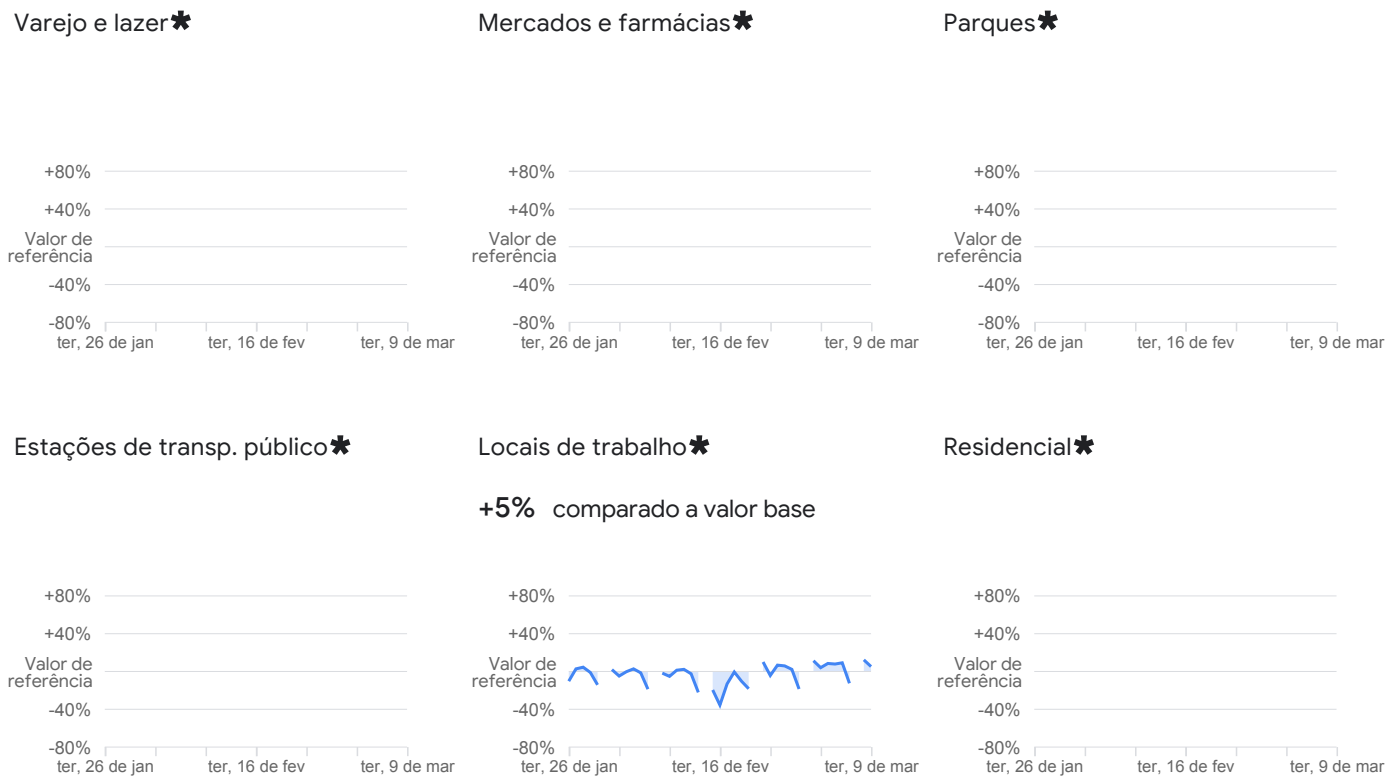 Varejo e lazer*
+80%
+40%
Valor de
referência
-40%
-80%
ter, 26 de jan ter, 16 de fev ter, 9 de mar
Mercados e farmácias*
+80%
+40%
Valor de
referência
-40%
-80%
ter, 26 de jan ter, 16 de fev ter, 9 de mar
Parques*
+80%
+40%
Valor de
referência
-40%
-80%
ter, 26 de jan ter, 16 de fev ter, 9 de mar
Estações de transp. público*
+80%
+40%
Valor de
referência
-40%
-80%
ter, 26 de jan ter, 16 de fev ter, 9 de mar
Locais de trabalho*
+5% comparado a valor base
+80%
+40%
Valor de
referência
-40%
-80%
ter, 26 de jan ter, 16 de fev ter, 9 de mar
Residencial*
+80%
+40%
Valor de
referência
-40%
-80%
ter, 26 de jan ter, 16 de fev ter, 9 de mar